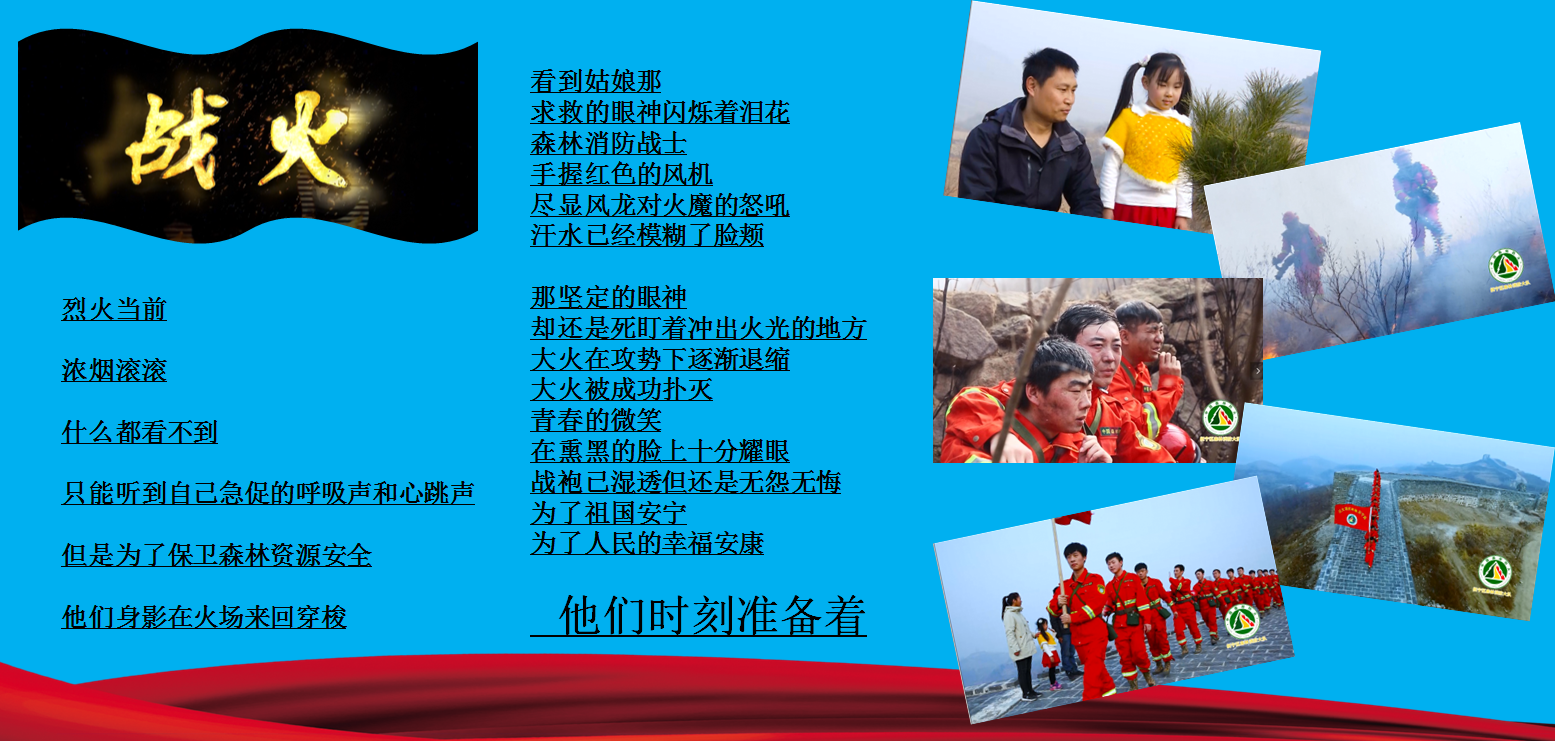 战火
烈火当前
浓烟滚滚
什么都看不到
只能听到自己急促的呼吸声和心跳声
但是为了保卫森林资源安全
他们身影在火场来回穿梭
看到姑娘那
求救的眼神闪烁着泪花
森林消防战士
手握红色的风机
尽显风龙对火魔的怒吼
汗水已经模糊了脸颊
那坚定的眼神
却还是死盯着冲出火光的地方
大火在攻势下逐渐退缩
大火被成功扑灭
青春的微笑
在熏黑的脸上十分耀眼
战袍已湿透但还是无怨无悔
为了祖国安宁
为了人民的幸福安康
他们时刻准备着